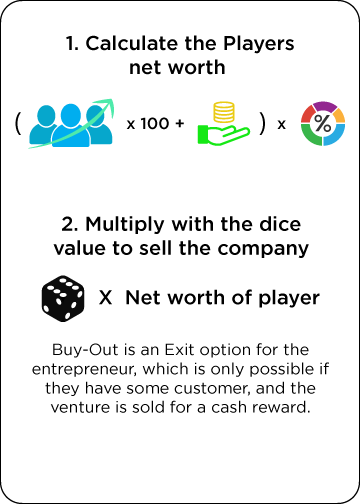 1. Calculate the Players
net worth
( x 100 + ) x %
2. Multiply with the dice
value to sell the company
X Net worth of player
Buy-Out is an Exit option for the
entrepreneur, which is only possible if
they have some customer, and the
venture is sold for a cash reward.